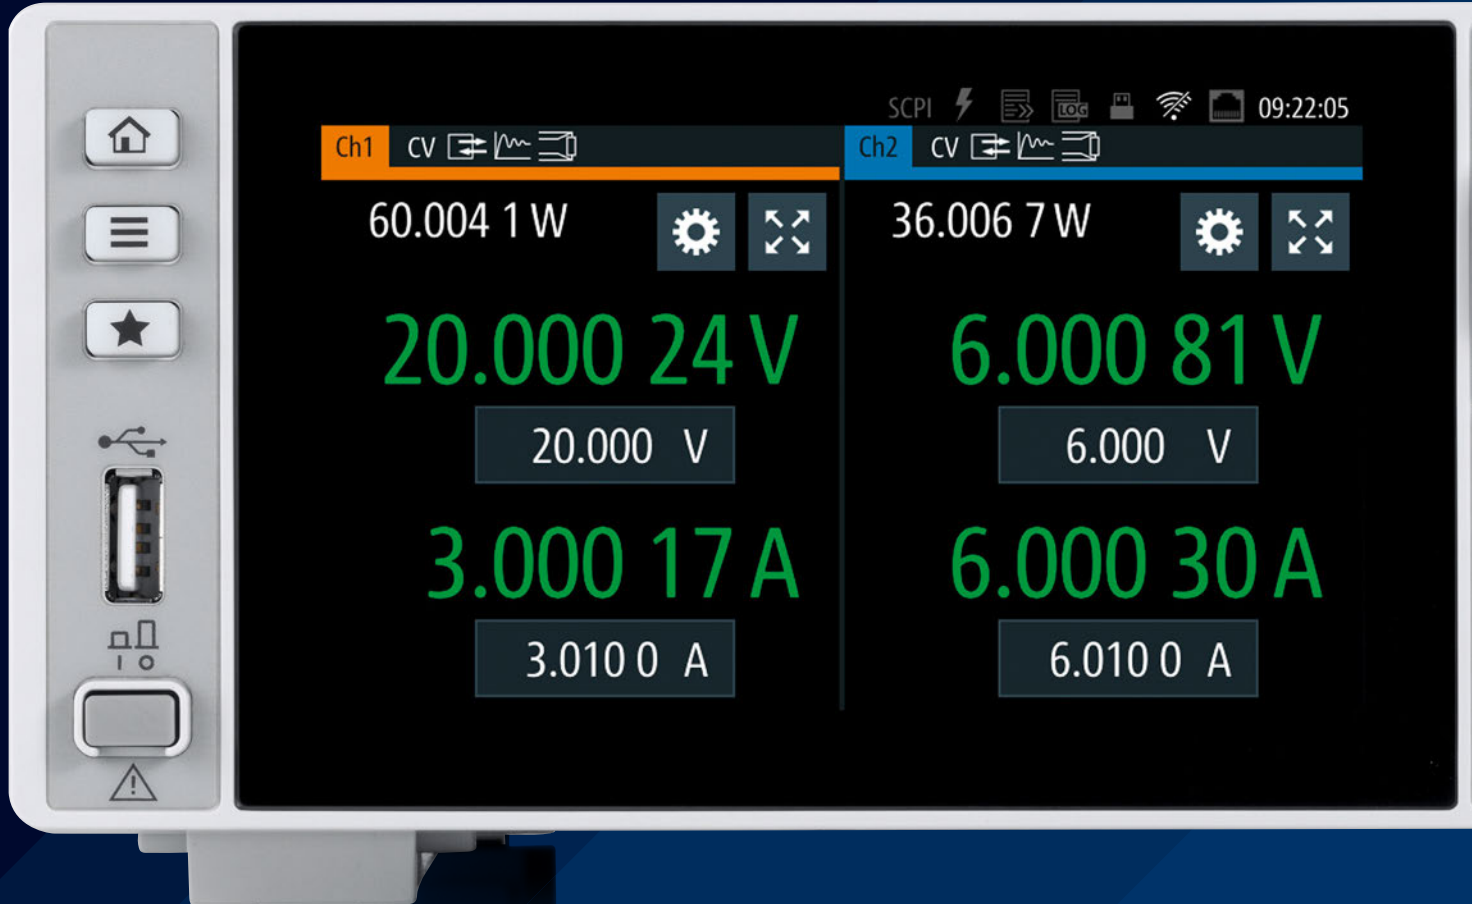 SCPI LOG 09:22:05
Ch1 CV
Ch2 CV
60.004 1 W
36.006 7 W
20.000 24 V
6.000 81 V
20.000 V
6.000 V
3.000 17 A
6.000 30 A
3.010 0 A
6.010 0 A